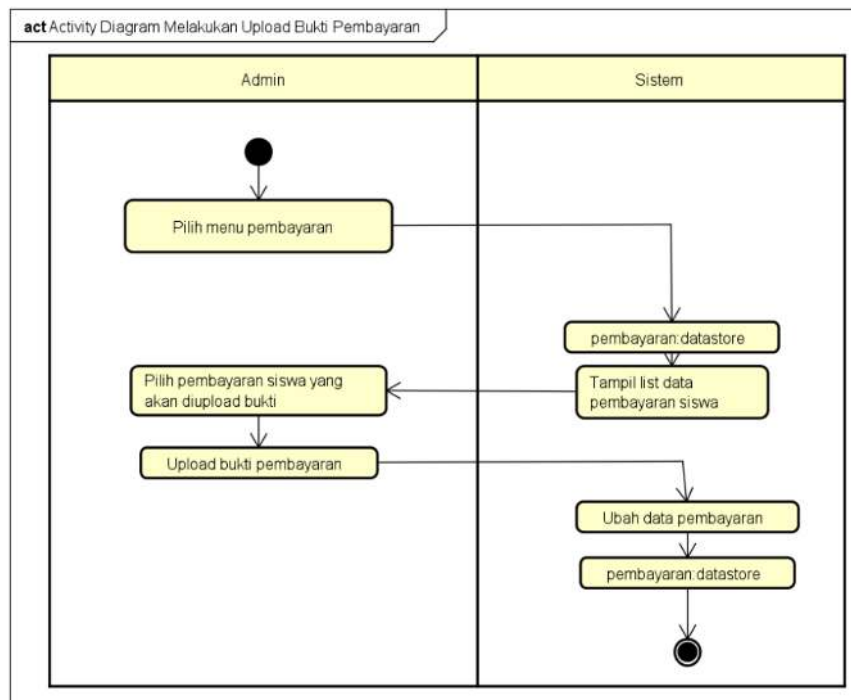 act Activity Diagram Melakukan Upload Bukti Pembayaran
Admin
Sistem
Pilih menu pembayaran
pembayaran:datastore
Tampil list data
pembayaran siswa
Pilih pembayaran siswa yang
akan diupload bukti
Upload bukti pembayaran
Ubah data pembayaran
pembayaran:datastore